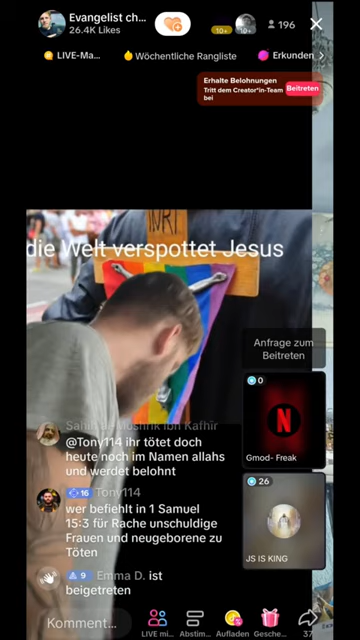 Evangelist ch...
26.4K Likes
10+
10+
196
LIVE-Ma...
Wöchentliche Rangliste
Erkunden
Erhalte Belohnungen
Tritt dem Creator*in-Team
bei
Beitreten
INRI
die Welt verspottet Jesus
Anfrage zum
Beitreten
0
N
Gmod- Freak
Ibn Kafhir
@Tony114 ihr tötet doch
heute noch im Namen allahs
und werdet belohnt
16 Tony114
wer befiehlt in 1 Samuel
15:3 für Rache unschuldige
Frauen und neugeborene zu
Töten
26
JS IS KING
9 Emma D. ist
beigetreten
Komment...
LIVE mi...
Abstim...
Aufladen
Gesche...
37